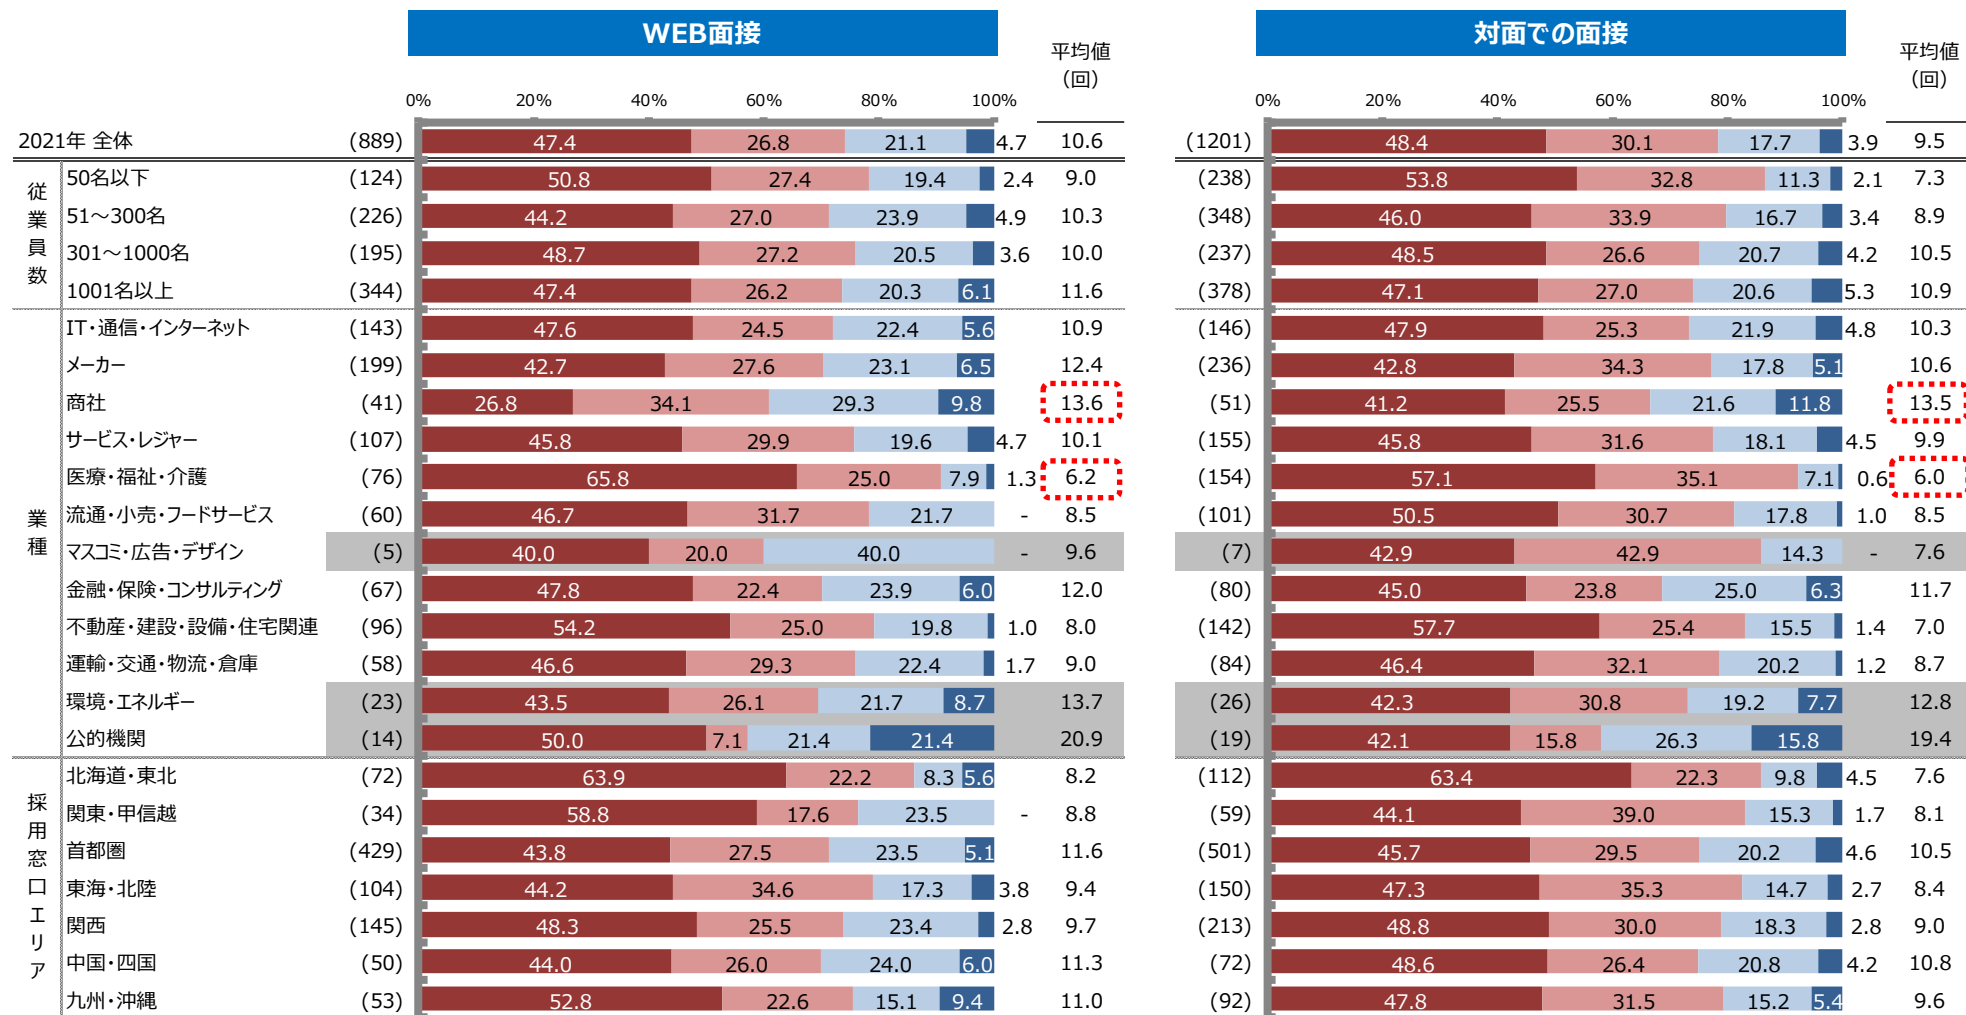 WEB面接 対面での面接
平均値 平均値
(回) (回)
0% 20% 40% 60% 80% 100% 0% 20% 40% 60% 80% 100%
2021年 全体 (889) 47.4 26.8 21.1 4.7 10.6 (1201) 48.4 30.1 17.7 3.9 9.5
従業員数
50名以下 (124) 50.8 27.4 19.4 2.4 9.0 (238) 53.8 32.8 11.3 2.1 7.3
51～300名 (226) 44.2 27.0 23.9 4.9 10.3 (348) 46.0 33.9 16.7 3.4 8.9
301～1000名 (195) 48.7 27.2 20.5 3.6 10.0 (237) 48.5 26.6 20.7 4.2 10.5
1001名以上 (344) 47.4 26.2 20.3 6.1 11.6 (378) 47.1 27.0 20.6 5.3 10.9
業種
IT・通信・インターネット (143) 47.6 24.5 22.4 5.6 10.9 (146) 47.9 25.3 21.9 4.8 10.3
メーカー (199) 42.7 27.6 23.1 6.5 12.4 (236) 42.8 34.3 17.8 5.1 10.6
商社 (41) 26.8 34.1 29.3 9.8 13.6 (51) 41.2 25.5 21.6 11.8 13.5
サービス・レジャー (107) 45.8 29.9 19.6 4.7 10.1 (155) 45.8 31.6 18.1 4.5 9.9
医療・福祉・介護 (76) 65.8 25.0 7.9 1.3 6.2 (154) 57.1 35.1 7.1 0.6 6.0
流通・小売・フードサービス (60) 46.7 31.7 21.7 - 8.5 (101) 50.5 30.7 17.8 1.0 8.5
マスコミ・広告・デザイン (5) 40.0 20.0 40.0 - 9.6 (7) 42.9 42.9 14.3 - 7.6
金融・保険・コンサルティング (67) 47.8 22.4 23.9 6.0 12.0 (80) 45.0 23.8 25.0 6.3 11.7
不動産・建設・設備・住宅関連 (96) 54.2 25.0 19.8 1.0 8.0 (142) 57.7 25.4 15.5 1.4 7.0
運輸・交通・物流・倉庫 (58) 46.6 29.3 22.4 1.7 9.0 (84) 46.4 32.1 20.2 1.2 8.7
環境・エネルギー (23) 43.5 26.1 21.7 8.7 13.7 (26) 42.3 30.8 19.2 7.7 12.8
公的機関 (14) 50.0 7.1 21.4 21.4 20.9 (19) 42.1 15.8 26.3 15.8 19.4
採用窓口エリア
北海道・東北 (72) 63.9 22.2 8.3 5.6 8.2 (112) 63.4 22.3 9.8 4.5 7.6
関東・甲信越 (34) 58.8 17.6 23.5 - 8.8 (59) 44.1 39.0 15.3 1.7 8.1
首都圏 (429) 43.8 27.5 23.5 5.1 11.6 (501) 45.7 29.5 20.2 4.6 10.5
東海・北陸 (104) 44.2 34.6 17.3 3.8 9.4 (150) 47.3 35.3 14.7 2.7 8.4
関西 (145) 48.3 25.5 23.4 2.8 9.7 (213) 48.8 30.0 18.3 2.8 9.0
中国・四国 (50) 44.0 26.0 24.0 6.0 11.3 (72) 48.6 26.4 20.8 4.2 10.8
九州・沖縄 (53) 52.8 22.6 15.1 9.4 11.0 (92) 47.8 31.5 15.2 5.4 9.6